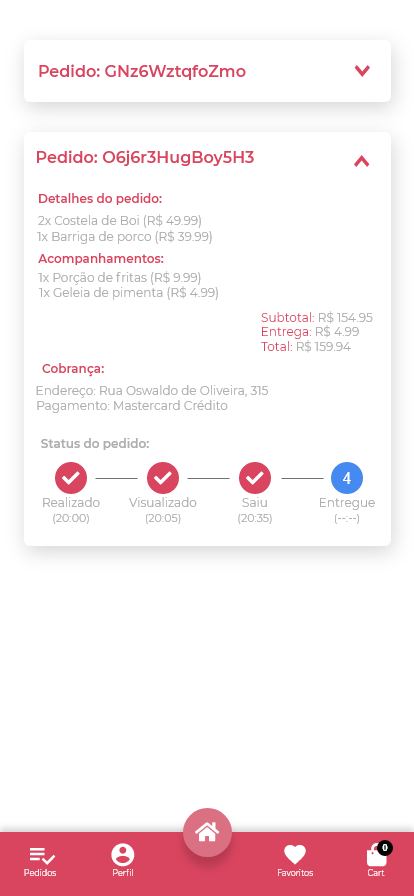 Pedido: GNz6WztqfoZmo
Pedido: O6j6r3HugBoy5H3
Detalhes do pedido:
2x Costela de Boi (R$ 49.99)
1x Barriga de porco (R$ 39.99)
Acompanhamentos:
1x Porção de fritas (R$ 9.99)
1x Geleia de pimenta (R$ 4.99)
Subtotal: R$ 154.95
Entrega: R$ 4.99
Total: R$ 159.94
Cobrança:
Endereço: Rua Oswaldo de Oliveira, 315
Pagamento: Mastercard Crédito
Status do pedido:
4
Realizado Visualizado Saiu Entregue
(20:00) (20:05) (20:35) (--:--)
0
Pedidos Perfil Favoritos Cart